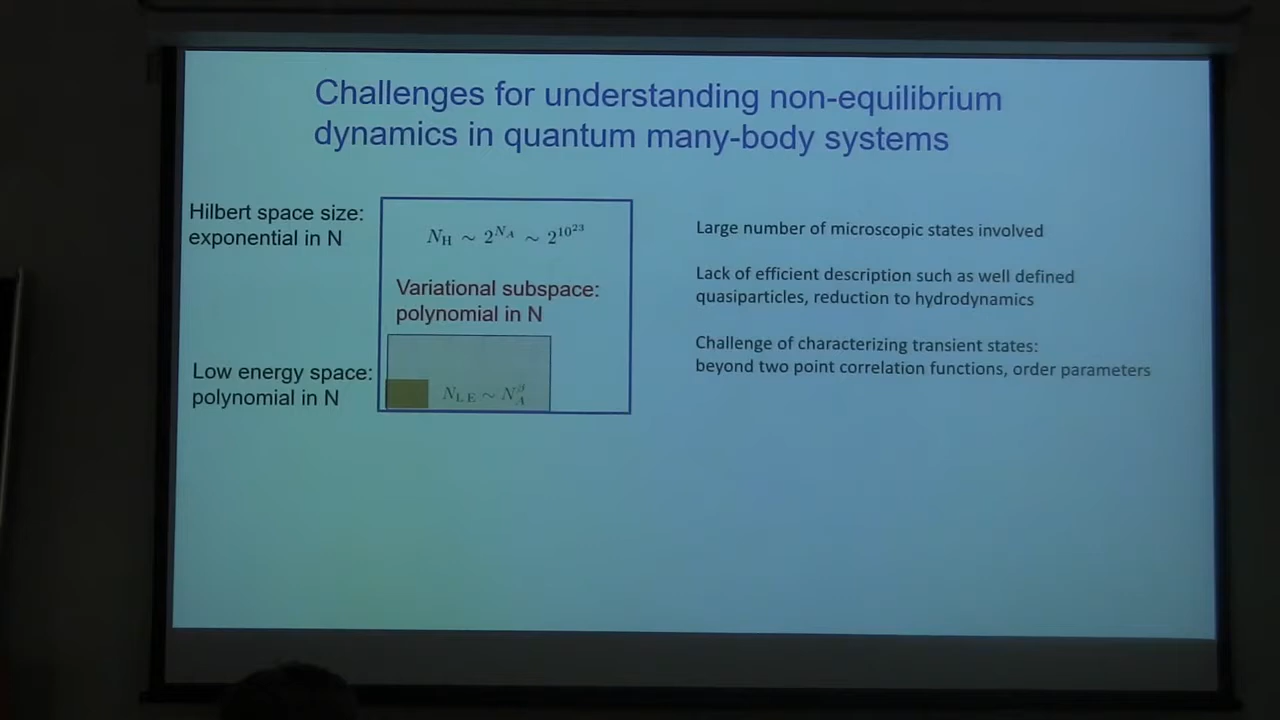 Challenges for understanding non-equilibrium
dynamics in quantum many-body systems
Hilbert space size:
exponential in N
N_H ~ 2^{N_A} ~ 2^{10^{23}}
Variational subspace:
polynomial in N
Low energy space:
polynomial in N
N_{LE} ~ N_A^β
Large number of microscopic states involved
Lack of efficient description such as well defined
quasiparticles, reduction to hydrodynamics
Challenge of characterizing transient states:
beyond two point correlation functions, order parameters